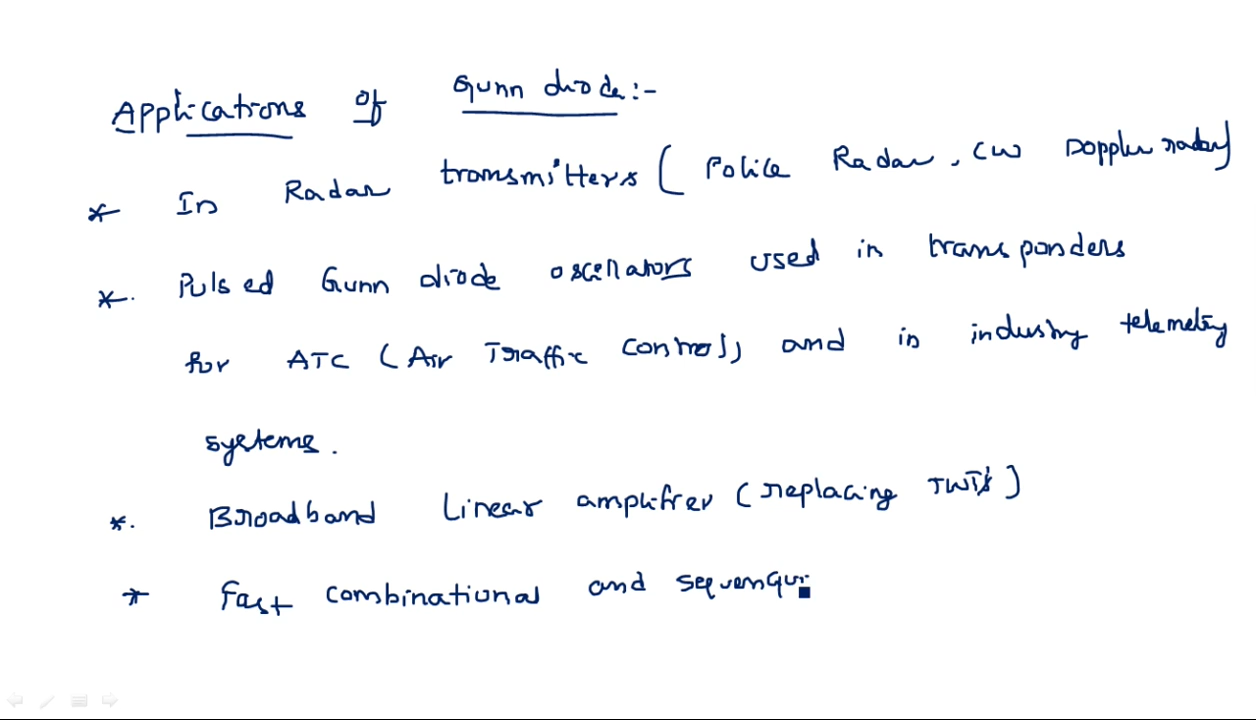 Applications of Gunn diode:-
* In Radar transmitters (Police Radar, CW Doppler radar)
* Pulsed Gunn diode oscillators used in transponders
for ATC (Air Traffic Control) and in industry telemetry
systems.
* Broadband Linear amplifier (replacing TWT's)
* Fast combinational and